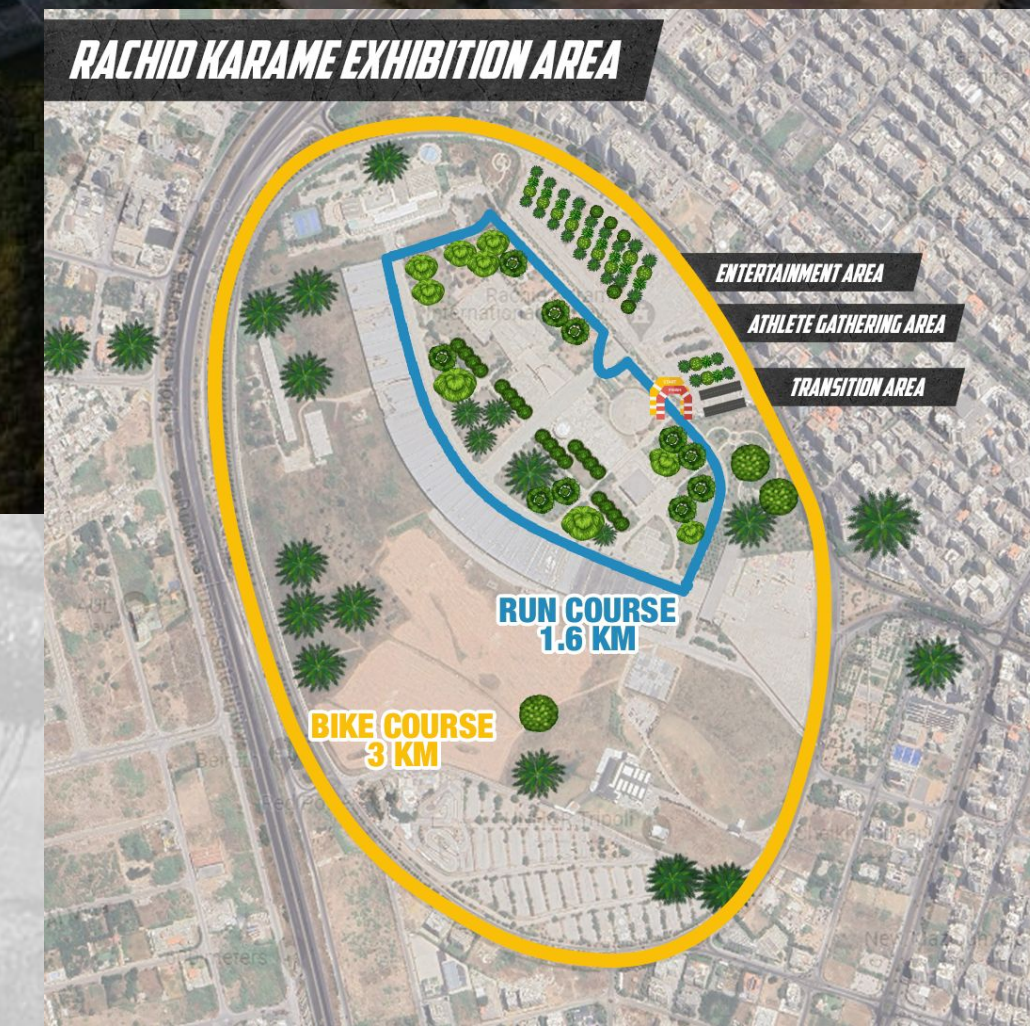 RACHID KARAME EXHIBITION AREA
ENTERTAINMENT AREA
ATHLETE GATHERING AREA
TRANSITION AREA
RUN COURSE
1.6 KM
BIKE COURSE
3 KM